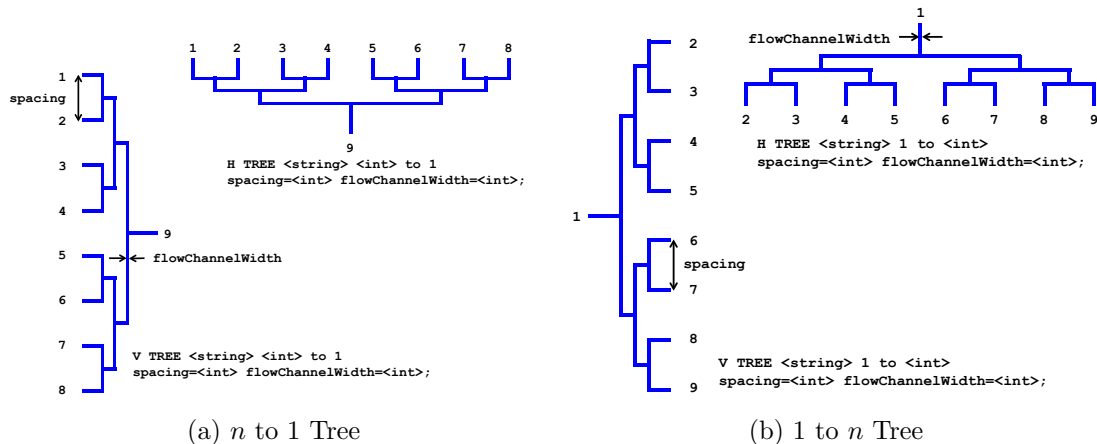 1 2 3 4 5 6 7 8
9
H TREE <string> <int> to 1
spacing=<int> flowChannelWidth=<int>;
1
spacing
2
3
4
9
5
flowChannelWidth
6
7
8
V TREE <string> <int> to 1
spacing=<int> flowChannelWidth=<int>;
(a) n to 1 Tree
1
flowChannelWidth
2 3 4 5 6 7 8 9
H TREE <string> 1 to <int>
spacing=<int> flowChannelWidth=<int>;
2
3
4
5
1
6
spacing
7
8
9
V TREE <string> 1 to <int>
spacing=<int> flowChannelWidth=<int>;
(b) 1 to n Tree